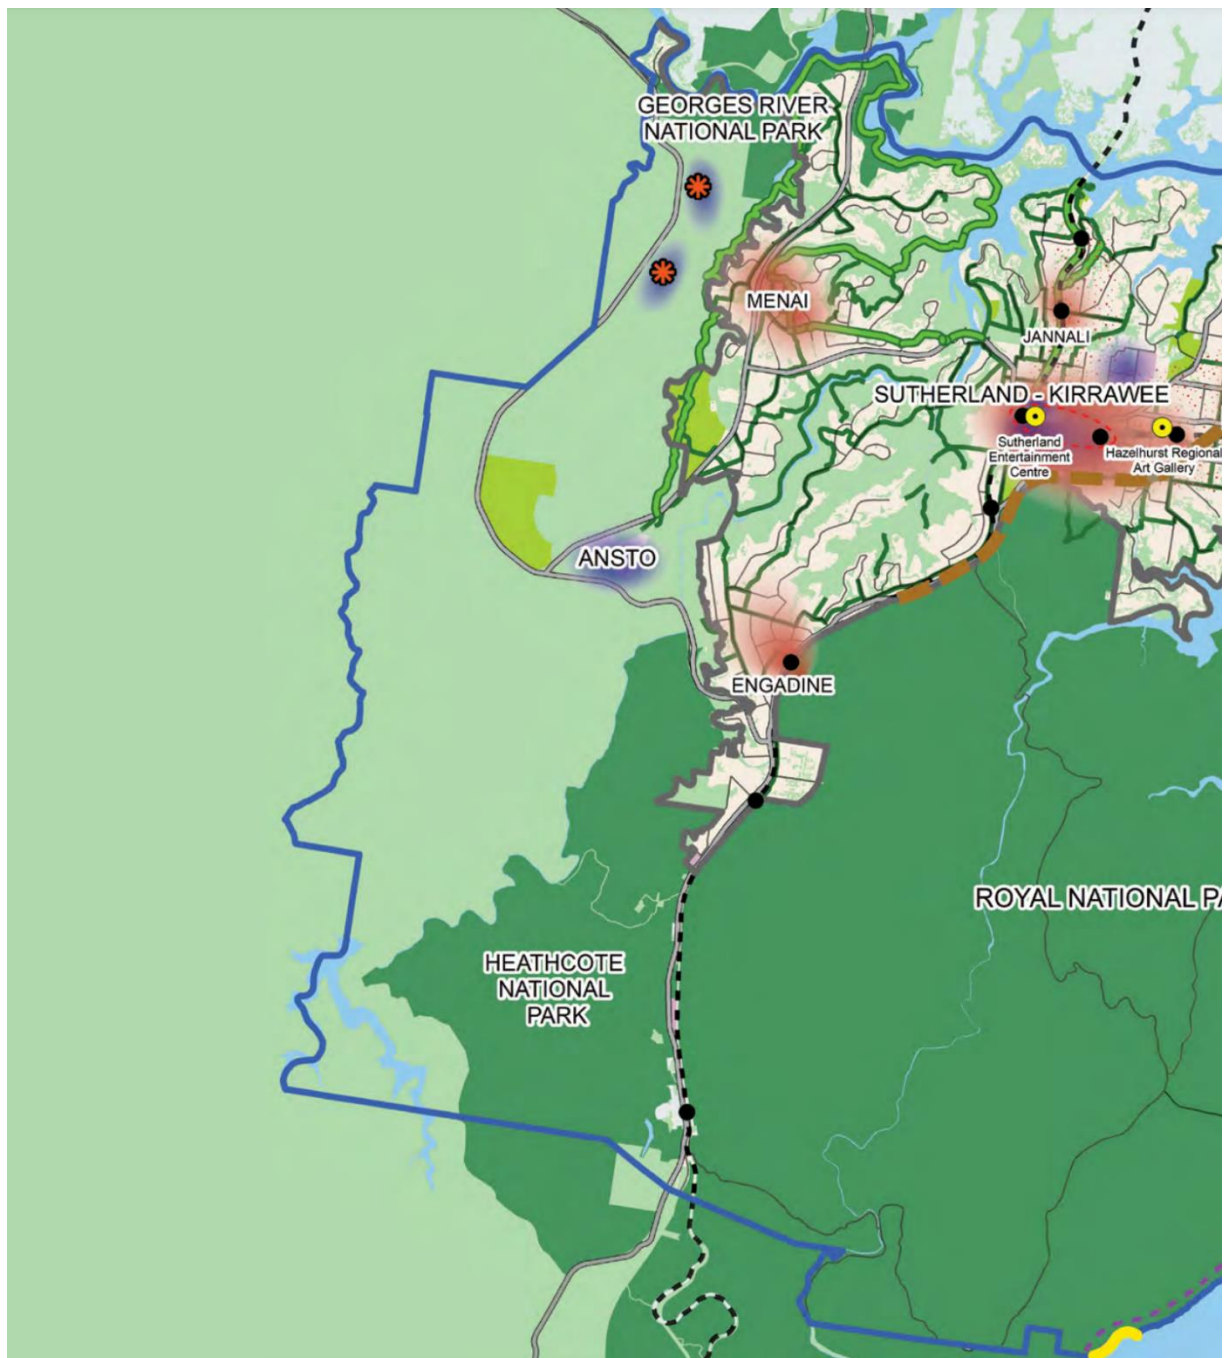 GEORGES RIVER
NATIONAL PARK
MENAI
JANNALI
SUTHERLAND - KIRRAWEE
Sutherland
Entertainment
Centre
Hazelhurst Regional
Art Gallery
ANSTO
ENGADINE
ROYAL NATIONAL PA
HEATHCOTE
NATIONAL
PARK